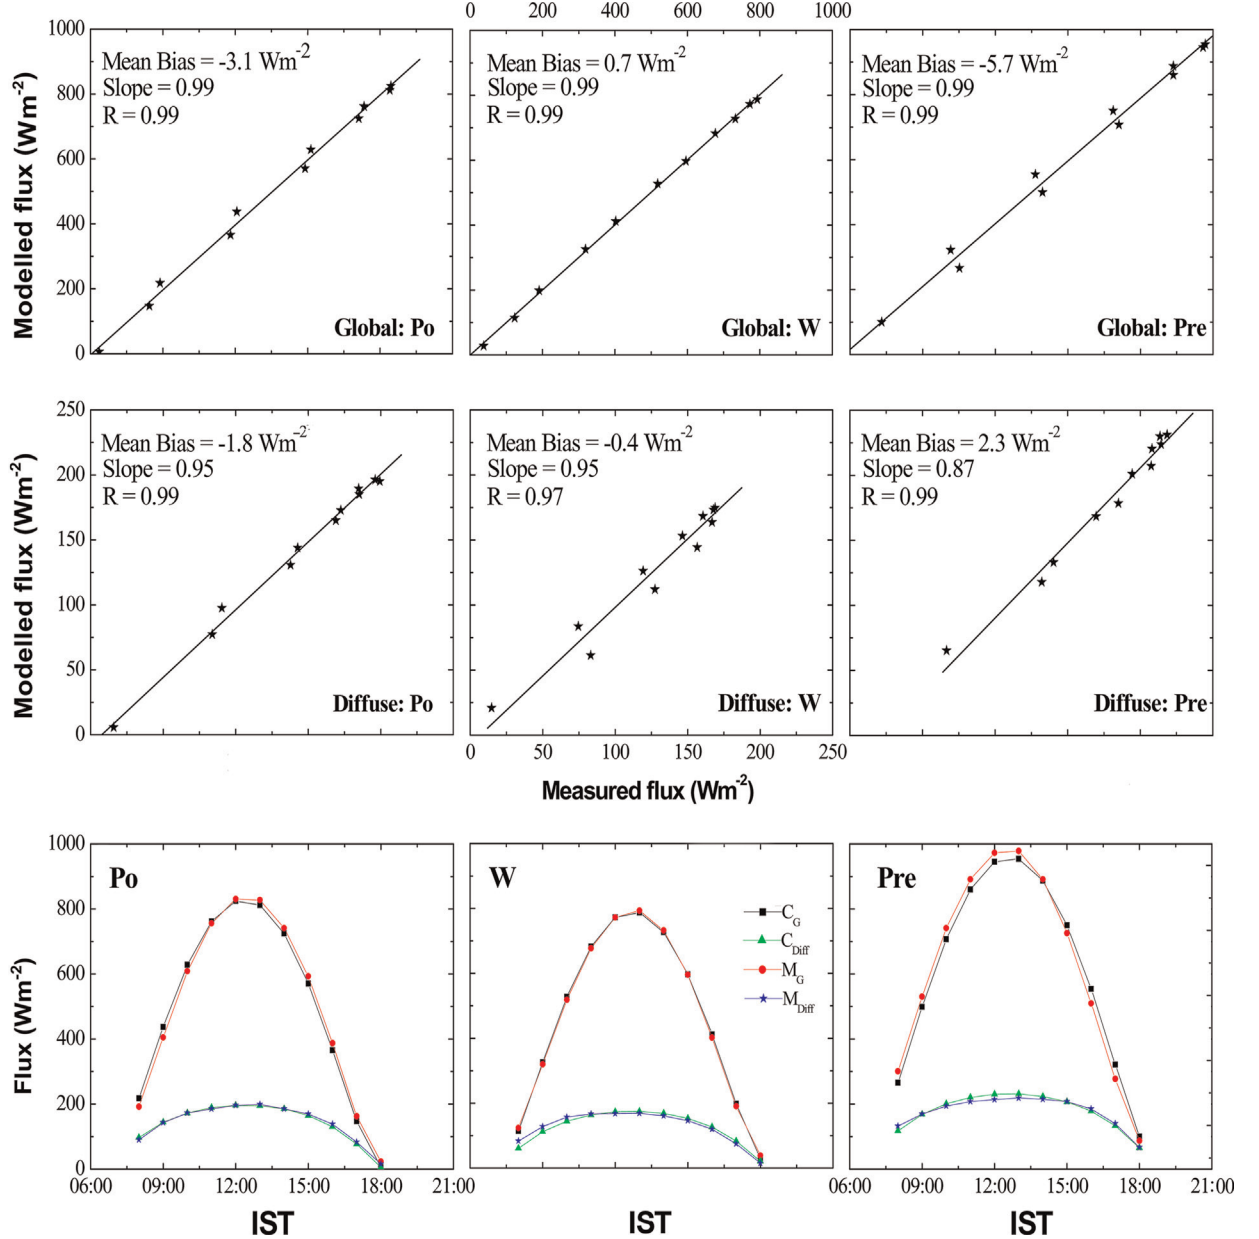 0 200 400 600 800 1000
1000
800
600
400
200
0
Modelled flux (Wm-2)
Mean Bias = -3.1 Wm-2
Slope = 0.99
R = 0.99
Global: Po
Mean Bias = 0.7 Wm-2
Slope = 0.99
R = 0.99
Global: W
Mean Bias = -5.7 Wm-2
Slope = 0.99
R = 0.99
Global: Pre
250
200
150
100
50
0
Modelled flux (Wm-2)
Mean Bias = -1.8 Wm-2
Slope = 0.95
R = 0.99
Diffuse: Po
Mean Bias = -0.4 Wm-2
Slope = 0.95
R = 0.97
Diffuse: W
Mean Bias = 2.3 Wm-2
Slope = 0.87
R = 0.99
Diffuse: Pre
0 50 100 150 200 250
Measured flux (Wm-2)
1000
800
600
400
200
0
Flux (Wm-2)
Po
W
CG
CDiff
MG
MDiff
Pre
06:00 09:00 12:00 15:00 18:00 21:00
06:00 09:00 12:00 15:00 18:00 21:00
IST IST IST